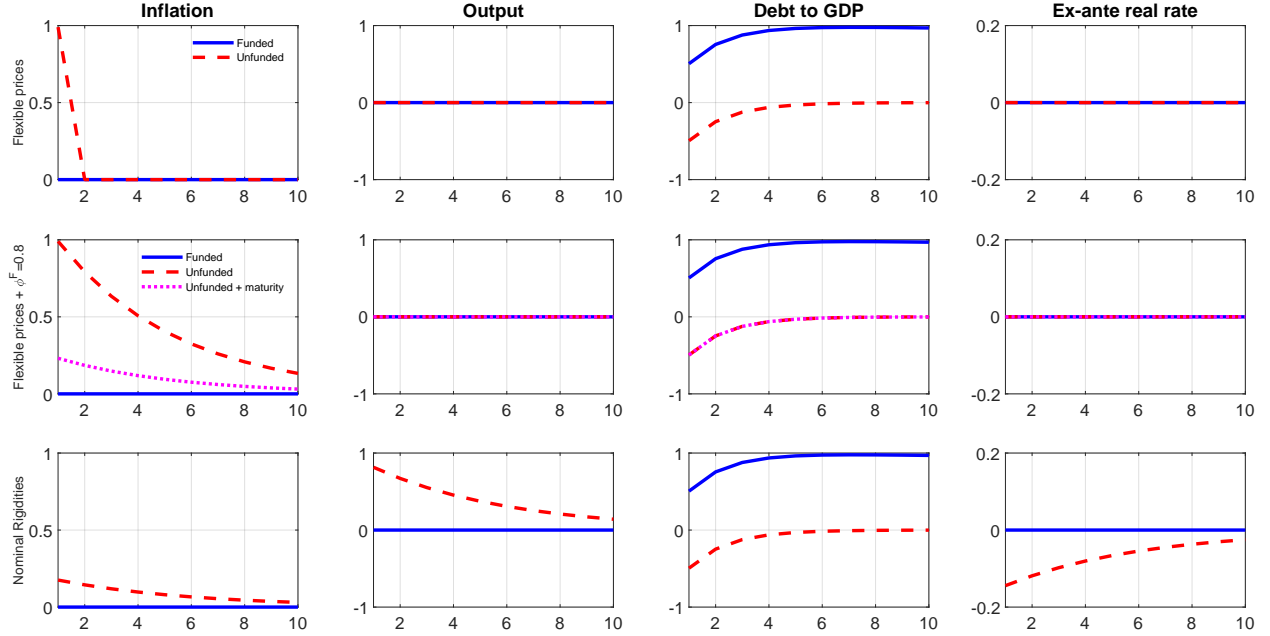 Inflation
Output
Debt to GDP
Ex-ante real rate
Flexible prices
1
0.5
0
2 4 6 8 10
Funded
Unfunded
1
0
-1
2 4 6 8 10
1
0
-1
2 4 6 8 10
0.2
0
-0.2
2 4 6 8 10
Flexible prices + ϕ^F=0.8
1
0.5
0
2 4 6 8 10
Funded
Unfunded
Unfunded + maturity
1
0
-1
2 4 6 8 10
1
0
-1
2 4 6 8 10
0.2
0
-0.2
2 4 6 8 10
Nominal Rigidities
1
0.5
0
2 4 6 8 10
1
0
-1
2 4 6 8 10
1
0
-1
2 4 6 8 10
0.2
0
-0.2
2 4 6 8 10